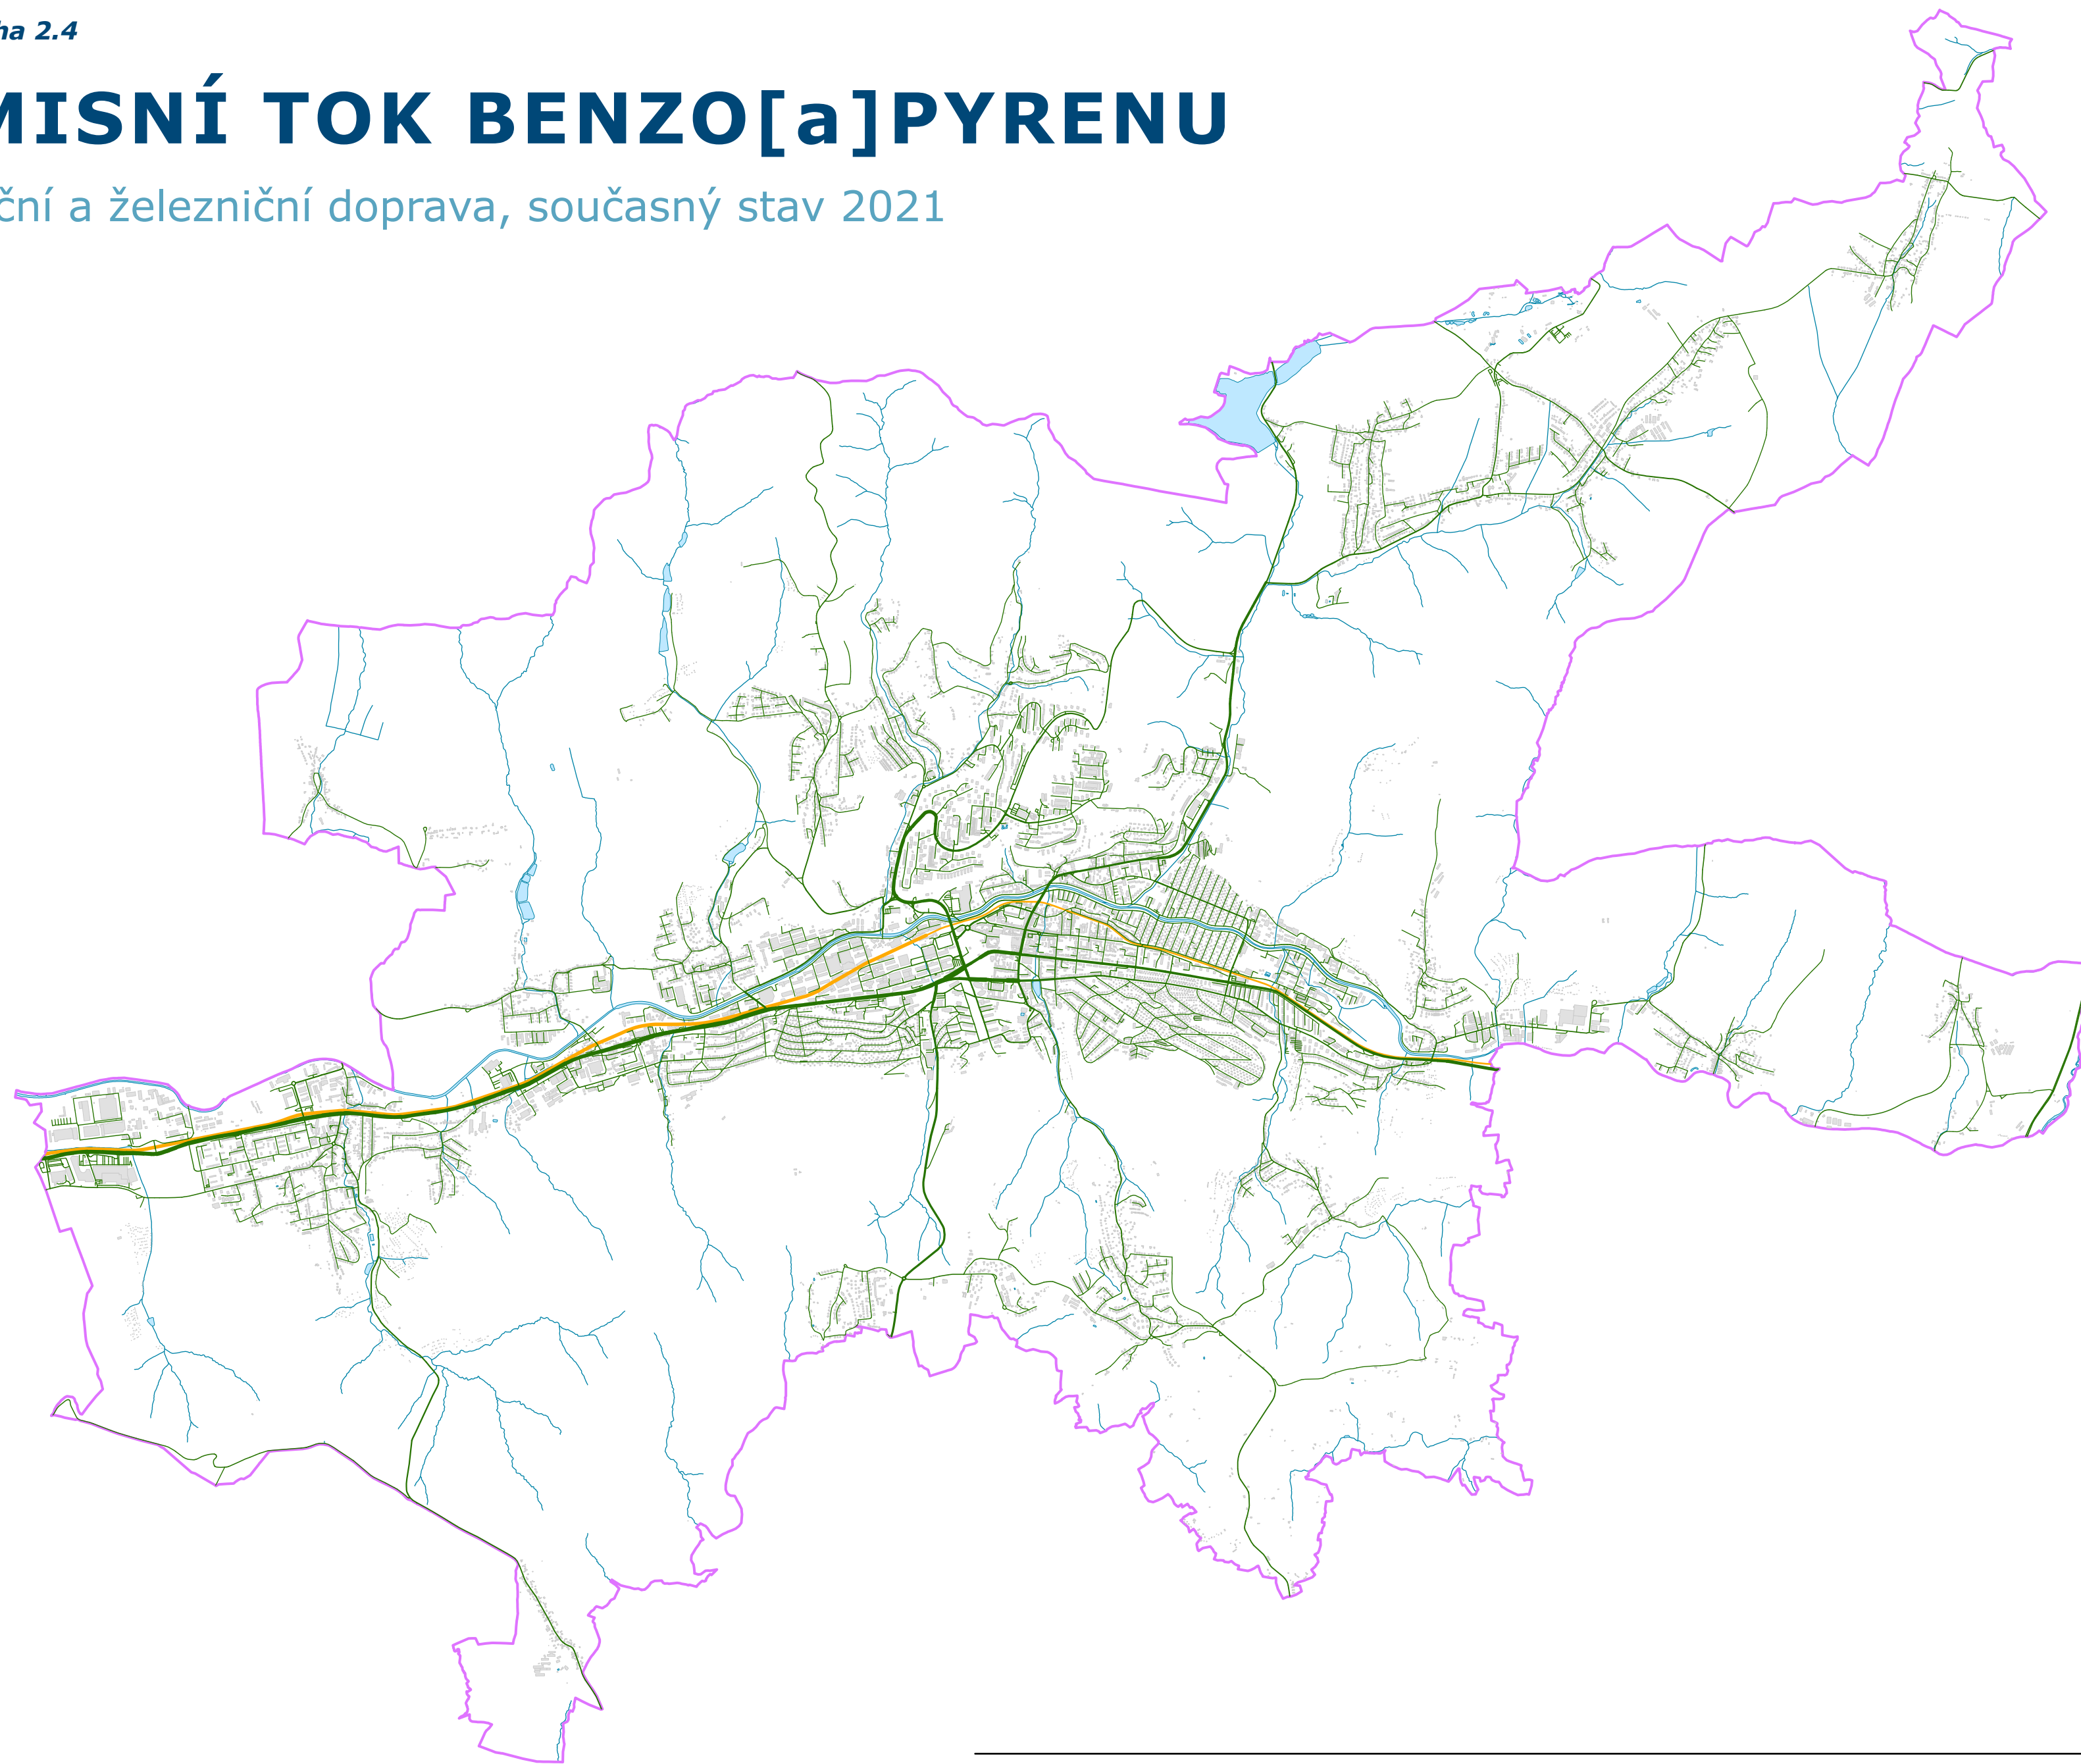 ha 2.4
MISNÍ TOK BENZO[a]PYRENU
ční a železniční doprava, současný stav 2021